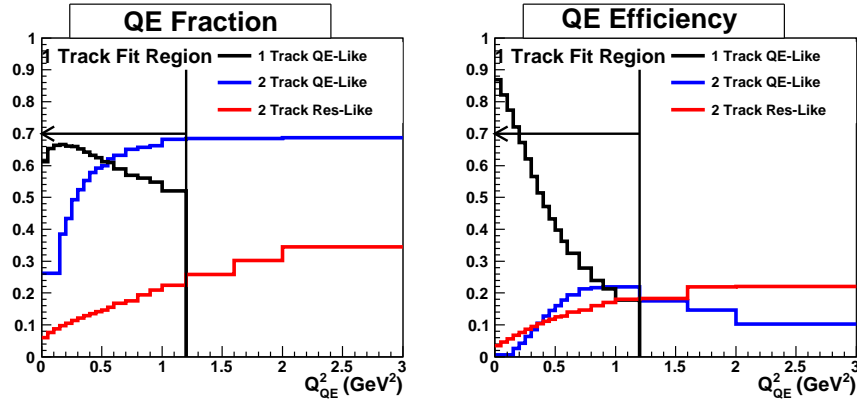 QE Fraction
1
0.9
0.8
0.7
0.6
0.5
0.4
0.3
0.2
0.1
0
1 Track Fit Region
1 Track QE-Like
2 Track QE-Like
2 Track Res-Like
0 0.5 1 1.5 2 2.5 3
Q²QE (GeV²)
QE Efficiency
1
0.9
0.8
0.7
0.6
0.5
0.4
0.3
0.2
0.1
0
1 Track Fit Region
1 Track QE-Like
2 Track QE-Like
2 Track Res-Like
0 0.5 1 1.5 2 2.5 3
Q²QE (GeV²)